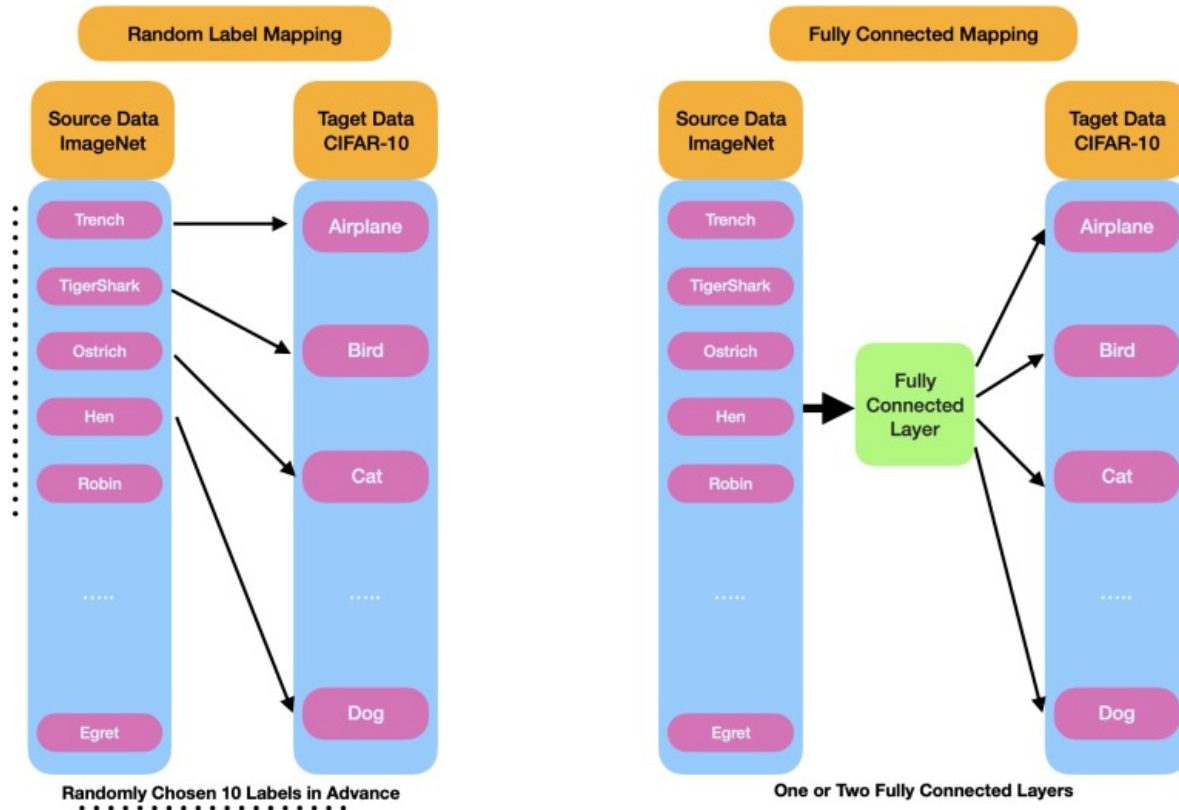 Random Label Mapping
Source Data
ImageNet
Taget Data
CIFAR-10
Trench
Airplane
TigerShark
Ostrich
Bird
Hen
Robin
Cat
.....
.....
Egret
Dog
Randomly Chosen 10 Labels in Advance
Fully Connected Mapping
Source Data
ImageNet
Taget Data
CIFAR-10
Trench
Airplane
TigerShark
Ostrich
Bird
Hen
Fully
Connected
Layer
Robin
Cat
.....
.....
Egret
Dog
One or Two Fully Connected Layers